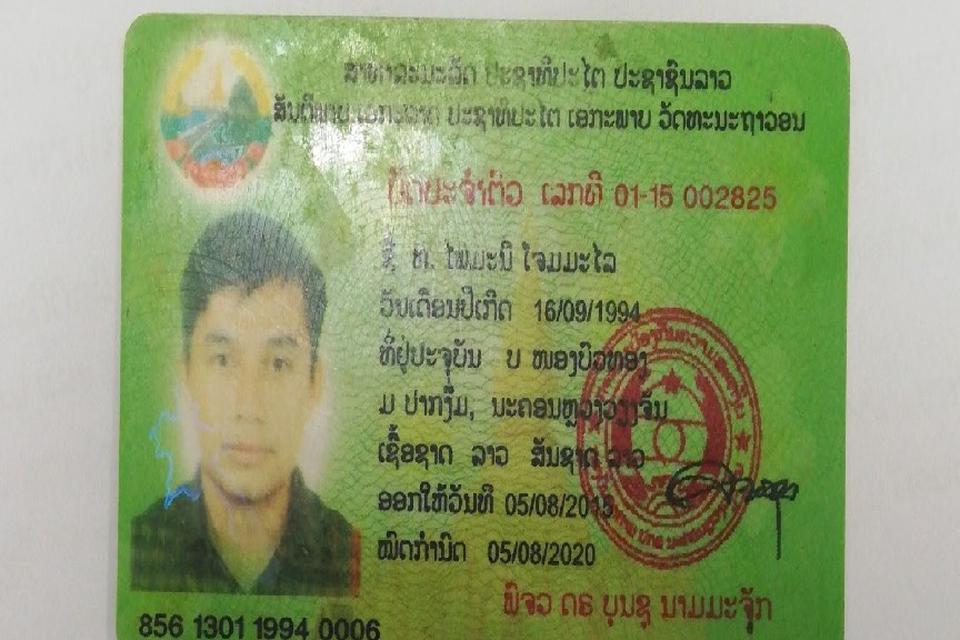 ສາທາລະນະລັດ ປະຊາທິປະໄຕ ປະຊາຊົນລາວ
ສັນຕິພາບ ເອກະລາດ ປະຊາທິປະໄຕ ເອກະພາບ ວັດທະນະຖາວອນ
ບັດປະຈຳຕົວ ເລກທີ 01-15 002825
ຊື່ ທ. ໄພມະນີ ໂຈມມະໄລ
ວັນເດືອນປີເກີດ 16/09/1994
ທີ່ຢູ່ປະຈຸບັນ ບ ໜອງບົວທອງ
ມ ປາກງື່ມ, ນະຄອນຫຼວງວຽງຈັນ
ເຊື້ອຊາດ ລາວ ສັນຊາດ ລາວ
ອອກໃຫ້ວັນທີ 05/08/2015
ໝົດກຳນົດ 05/08/2020
ພັຈວ ດຣ ບຸນຊູ ນາມມະຈັກ
856 1301 1994 0006